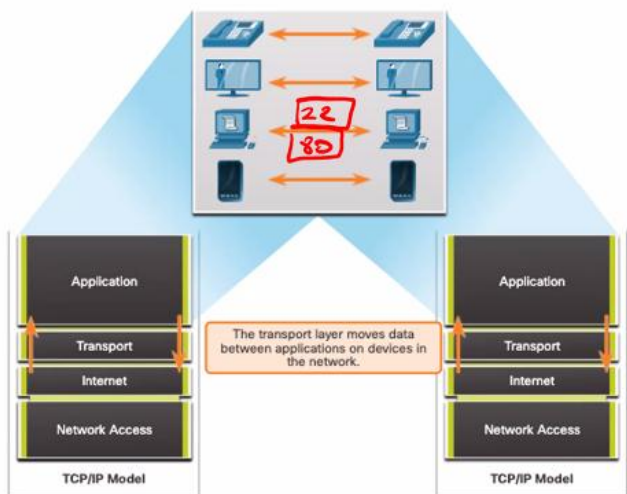 22
80
Application
Transport
Internet
Network Access
TCP/IP Model
The transport layer moves data
between applications on devices in
the network.
Application
Transport
Internet
Network Access
TCP/IP Model